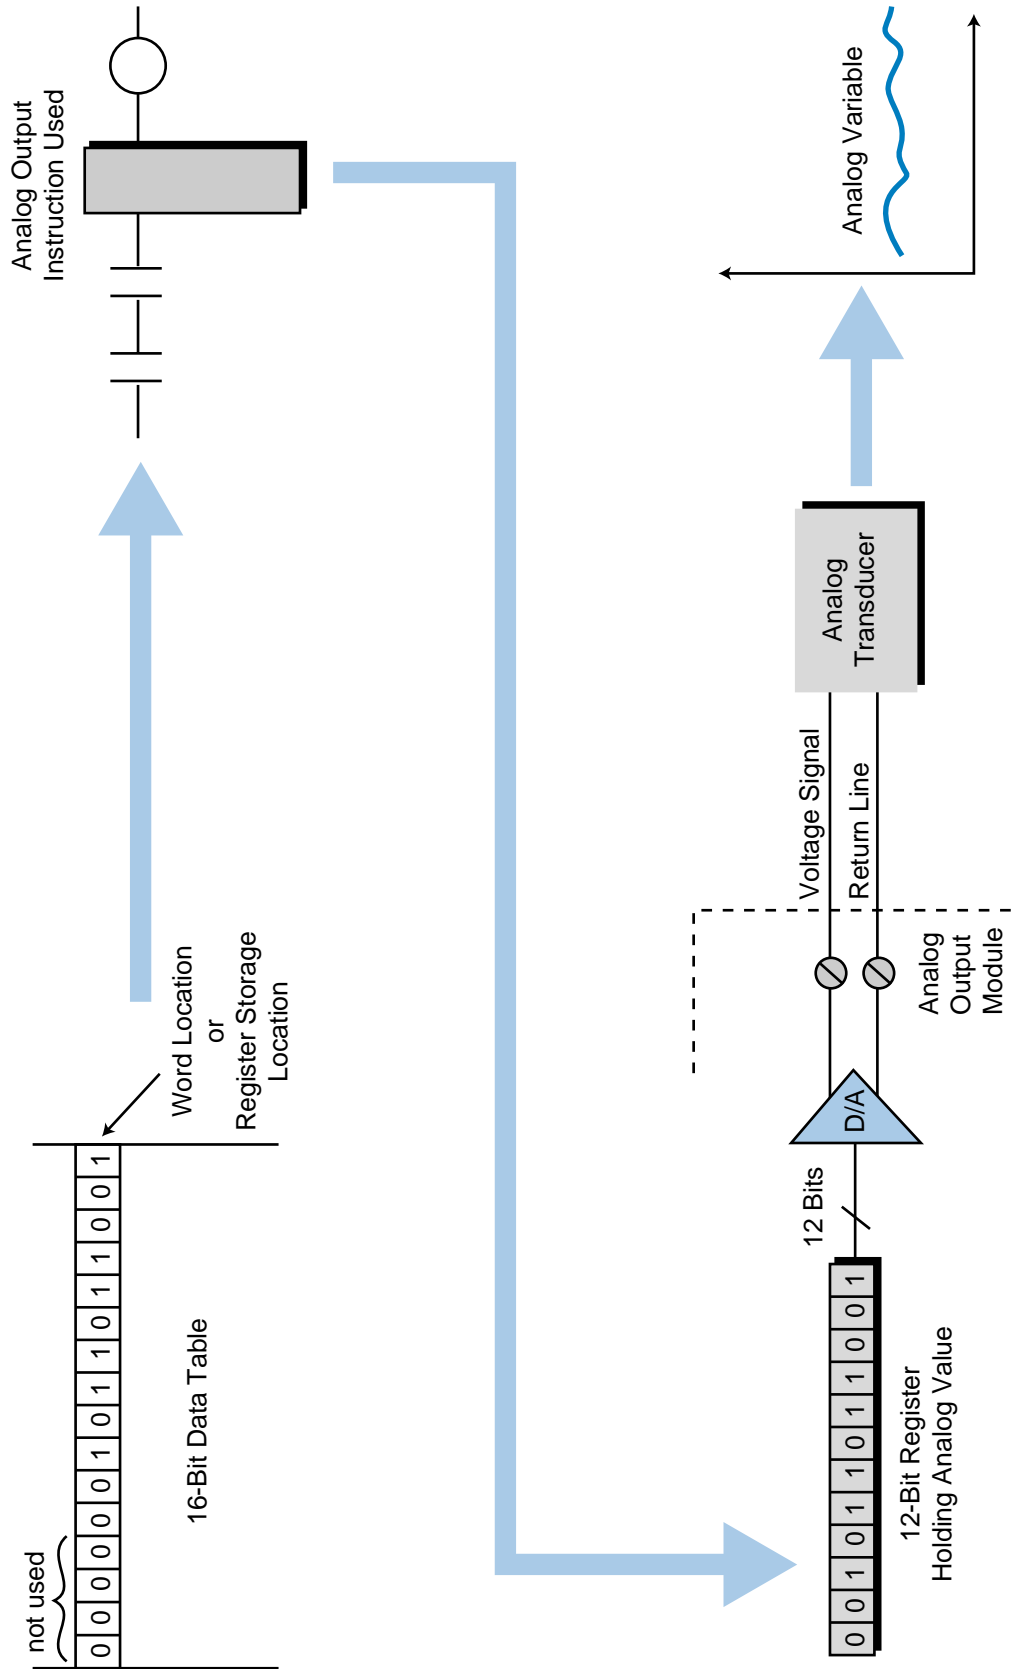 not used
0 0 0 0 0 0 1 0 1 1 0 1 1 0 0 1
16-Bit Data Table
Word Location
or
Register Storage
Location
Analog Output
Instruction Used
0 0 1 0 1 1 0 1 1 0 0 1
12-Bit Register
Holding Analog Value
12 Bits
D/A
Analog
Output
Module
Voltage Signal
Return Line
Analog
Transducer
Analog Variable